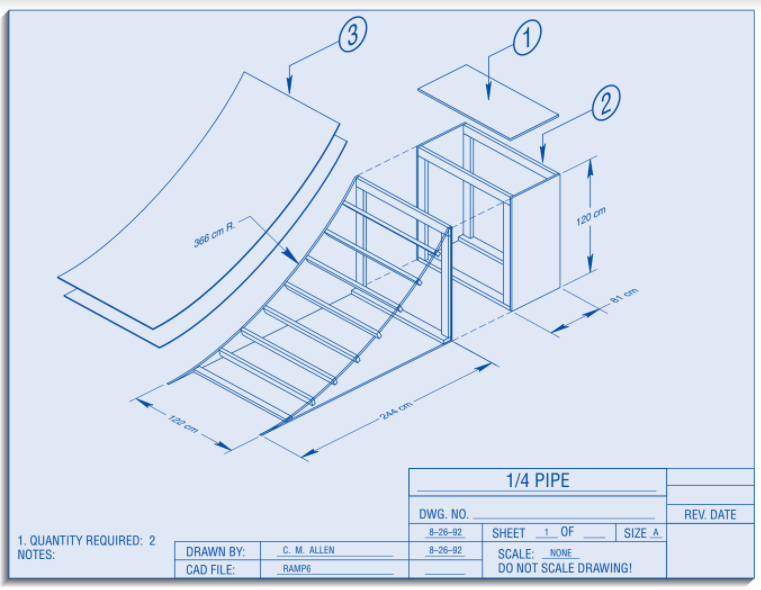 3
1
2
366 cm R.
120 cm
81 cm
122 cm
244 cm
1/4 PIPE
DWG. NO.
REV. DATE
8-26-92 SHEET 1 OF SIZE A
1. QUANTITY REQUIRED: 2
NOTES:
DRAWN BY: C. M. ALLEN 8-26-92 SCALE: NONE
CAD FILE: RAMP6 DO NOT SCALE DRAWING!